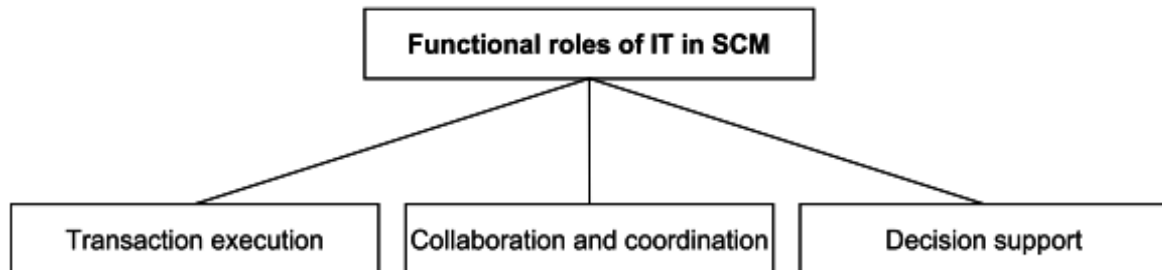 Functional roles of IT in SCM
Transaction execution
Collaboration and coordination
Decision support